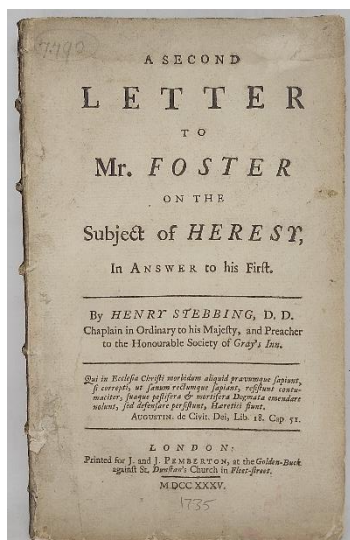 7790
A SECOND
LETTER
TO
Mr. FOSTER
ON THE
Subject of HERESY,
In ANSWER to his First.
By HENRY STEBBING, D. D.
Chaplain in Ordinary to his Majesty, and Preacher
to the Honourable Society of Gray's Inn.
Qui in Ecclesia Christi morbidum aliquid pravumque sapiunt,
si correpti, ut sanum rectumque sapiant, resistunt contu-
maciter, suaque pestifera & mortifera Dogmata emendare
nolunt, sed defensare persistunt, Hæretici fiunt.
AUGUSTIN. de Civit. Dei, Lib. 18. Cap 51.
LONDON:
Printed for J. and J. PEMBERTON, at the Golden-Buck
against St. Dunstan's Church in Fleet-street.
MDCCXXXV.
1735